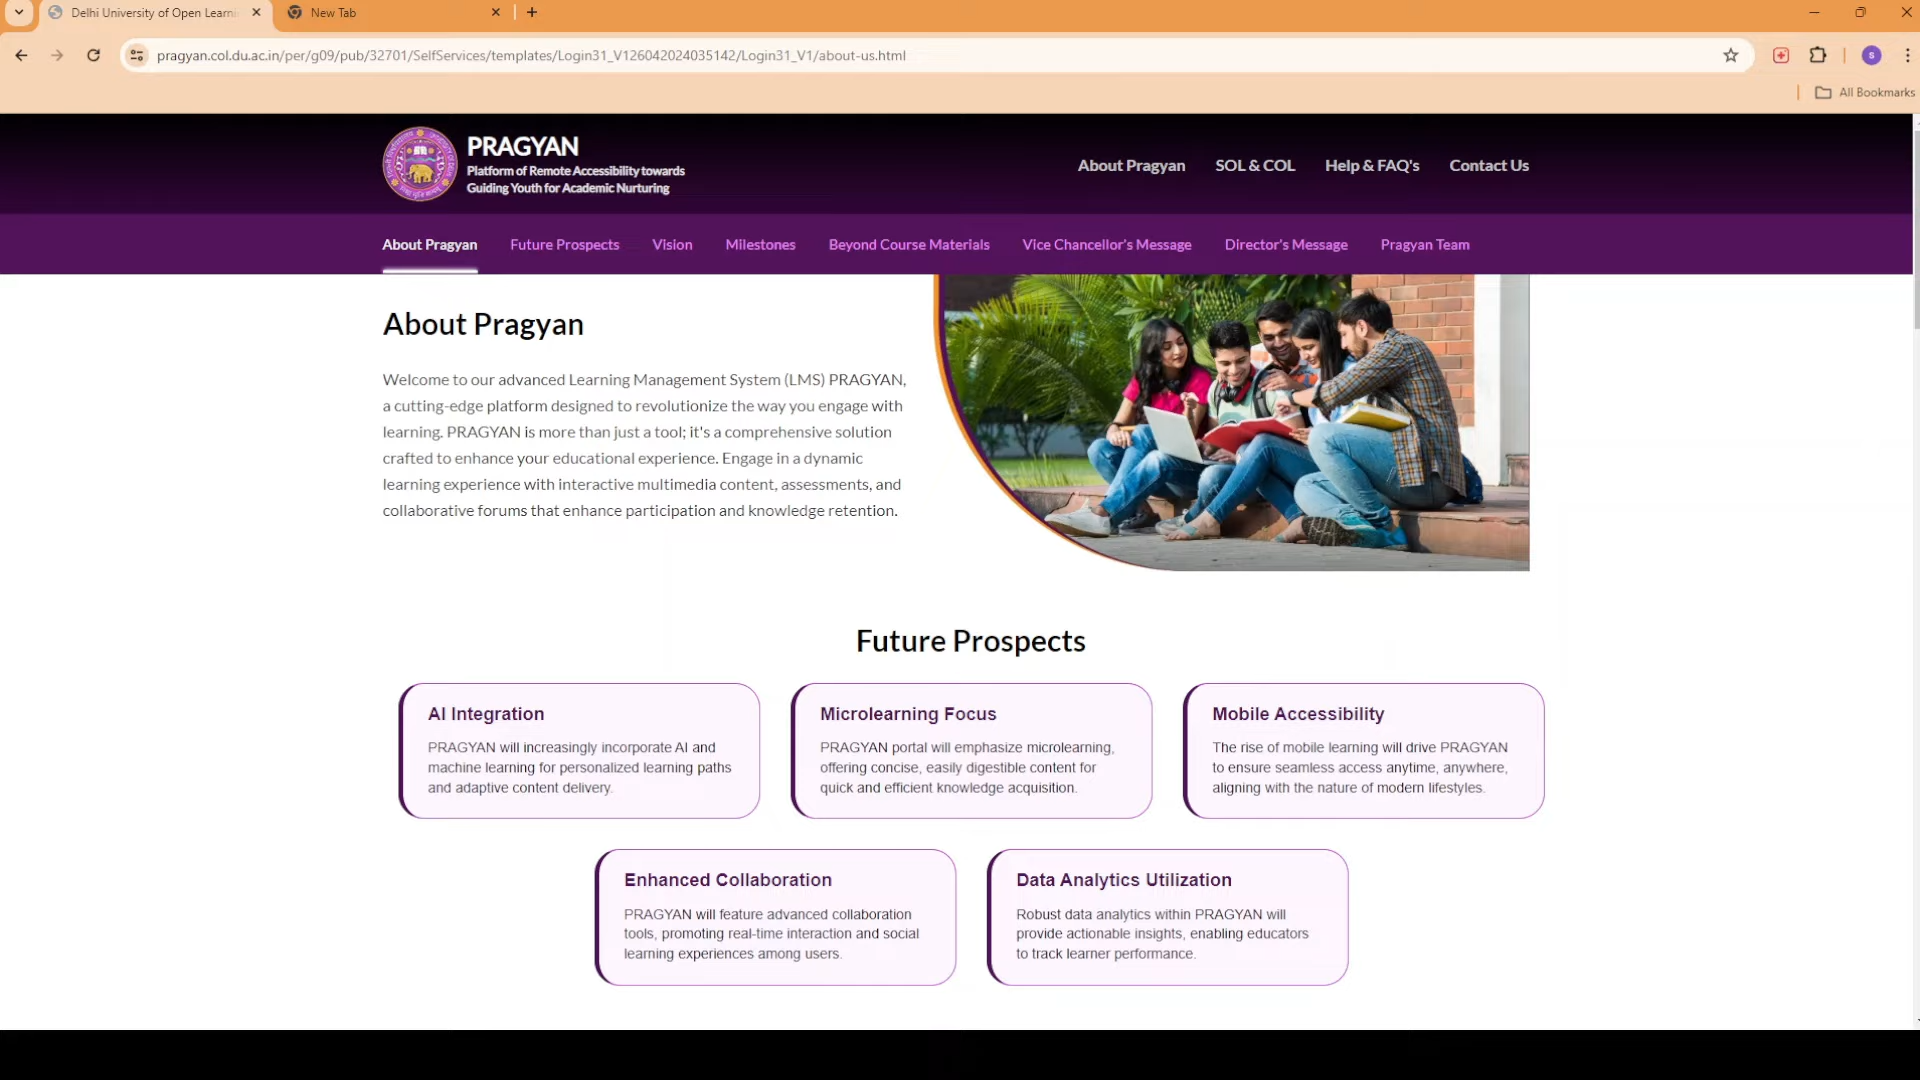 Delhi University of Open Learni
New Tab
pragyan.col.du.ac.in/per/g09/pub/32701/SelfServices/templates/Login31_V126042024035142/Login31_V1/about-us.html
S
All Bookmarks
PRAGYAN
Platform of Remote Accessibility towards
Guiding Youth for Academic Nurturing
About Pragyan SOL & COL Help & FAQ's Contact Us
About Pragyan Future Prospects Vision Milestones Beyond Course Materials Vice Chancellor's Message Director's Message Pragyan Team
About Pragyan
Welcome to our advanced Learning Management System (LMS) PRAGYAN,
a cutting-edge platform designed to revolutionize the way you engage with
learning. PRAGYAN is more than just a tool; it's a comprehensive solution
crafted to enhance your educational experience. Engage in a dynamic
learning experience with interactive multimedia content, assessments, and
collaborative forums that enhance participation and knowledge retention.
Future Prospects
AI Integration
PRAGYAN will increasingly incorporate AI and
machine learning for personalized learning paths
and adaptive content delivery.
Microlearning Focus
PRAGYAN portal will emphasize microlearning,
offering concise, easily digestible content for
quick and efficient knowledge acquisition.
Mobile Accessibility
The rise of mobile learning will drive PRAGYAN
to ensure seamless access anytime, anywhere,
aligning with the nature of modern lifestyles.
Enhanced Collaboration
PRAGYAN will feature advanced collaboration
tools, promoting real-time interaction and social
learning experiences among users.
Data Analytics Utilization
Robust data analytics within PRAGYAN will
provide actionable insights, enabling educators
to track learner performance.